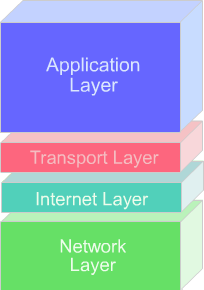 Application
Layer
Transport Layer
Internet Layer
Network
Layer